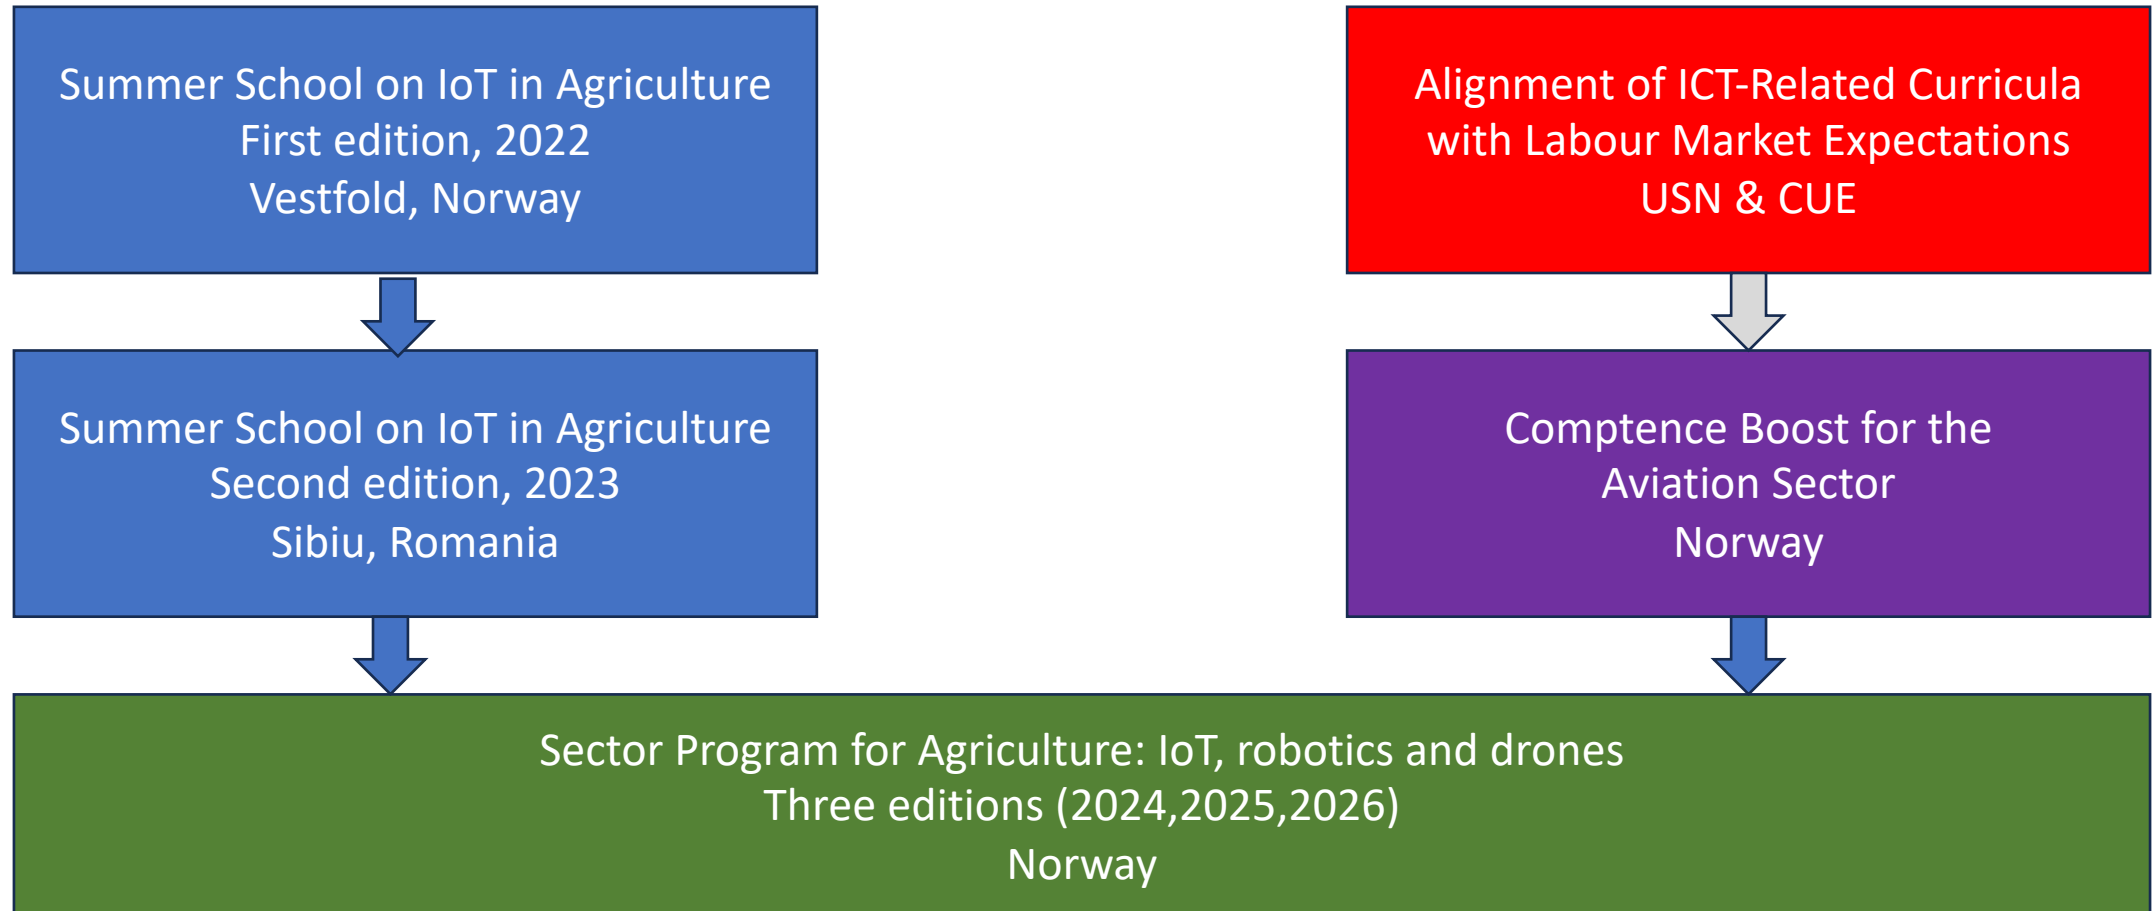 Summer School on IoT in Agriculture
First edition, 2022
Vestfold, Norway
Alignment of ICT-Related Curricula
with Labour Market Expectations
USN & CUE
Summer School on IoT in Agriculture
Second edition, 2023
Sibiu, Romania
Comptence Boost for the
Aviation Sector
Norway
Sector Program for Agriculture: IoT, robotics and drones
Three editions (2024,2025,2026)
Norway